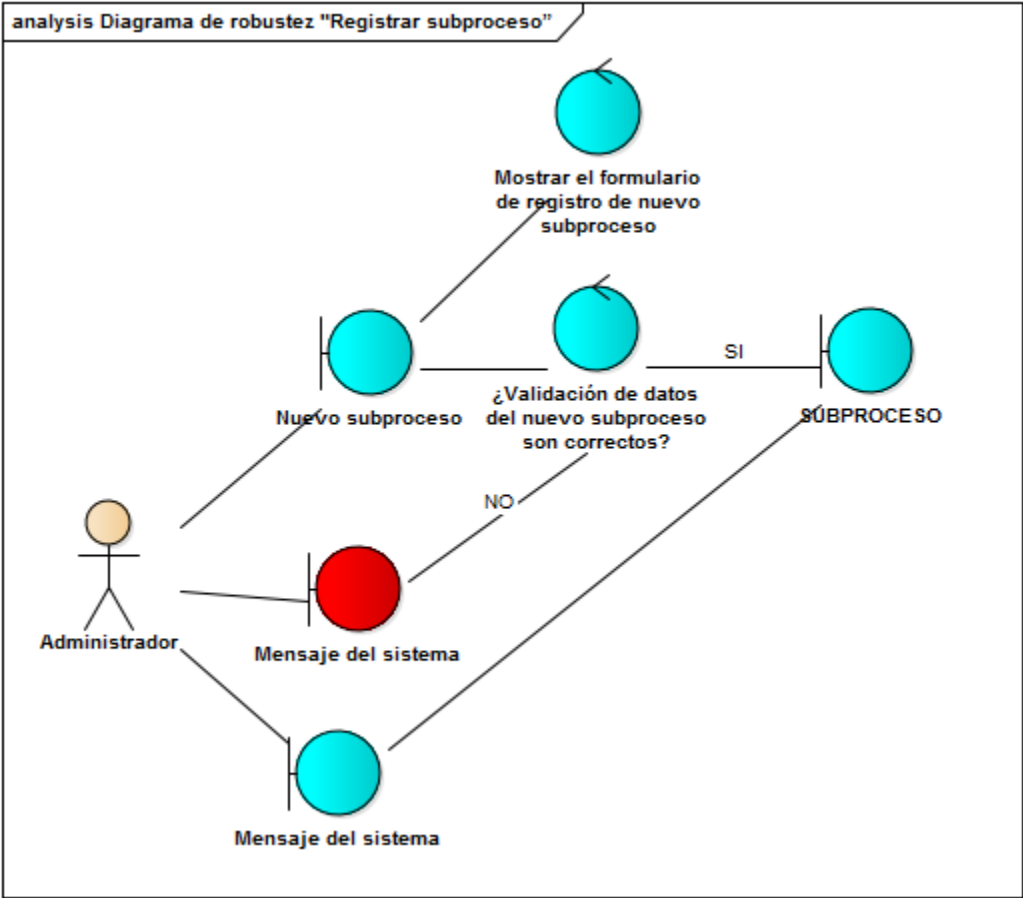 analysis Diagrama de robustez "Registrar subproceso"
Mostrar el formulario
de registro de nuevo
subproceso
SI
¿Validación de datos
del nuevo subproceso
son correctos?
Nuevo subproceso
SUBPROCESO
NO
Administrador
Mensaje del sistema
Mensaje del sistema